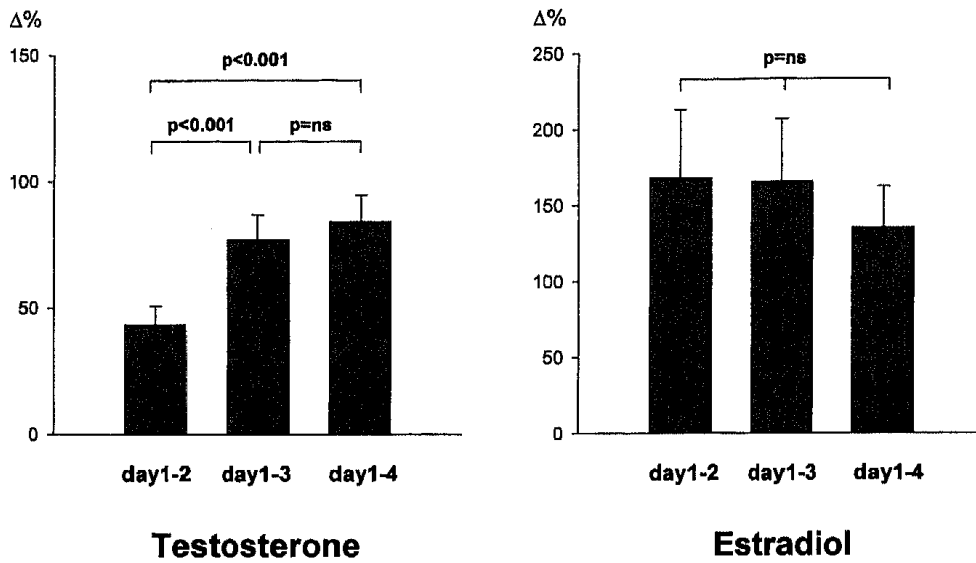 Δ%
150
100
50
0
p<0.001
p<0.001 p=ns
day1-2 day1-3 day1-4
Testosterone
Δ%
250
200
150
100
50
0
p=ns
day1-2 day1-3 day1-4
Estradiol